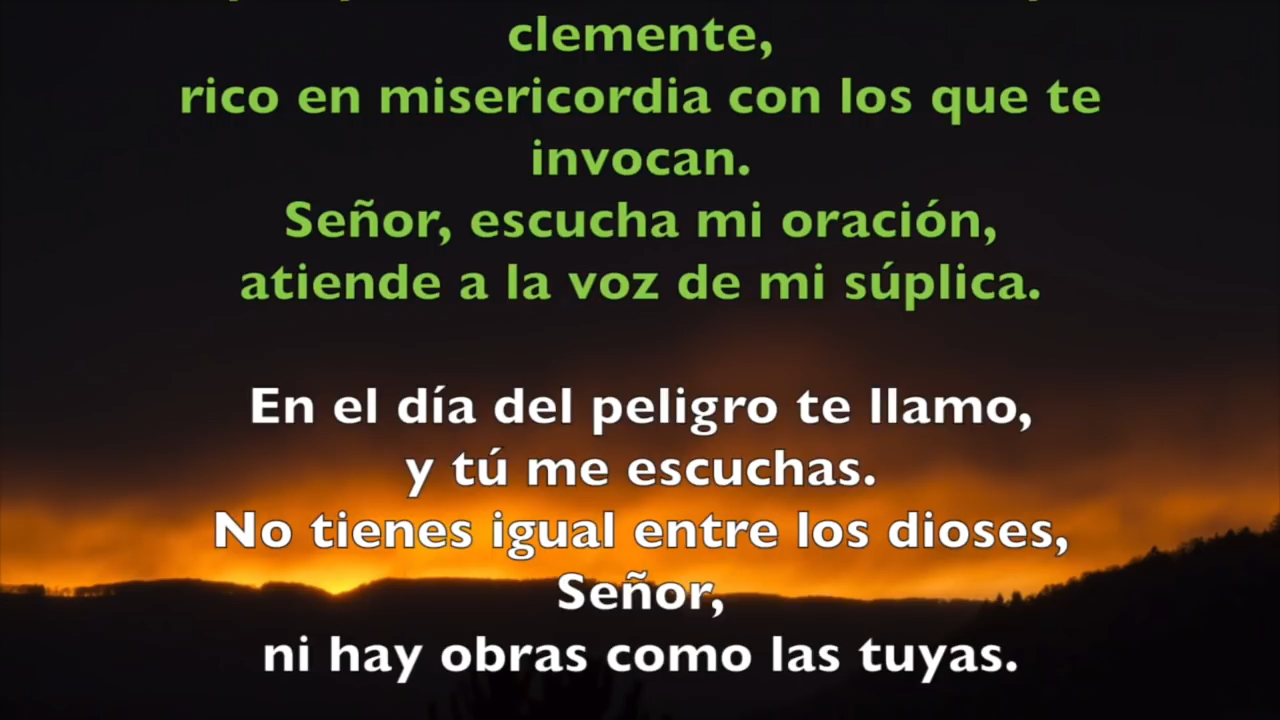 clemente,
rico en misericordia con los que te
invocan.
Señor, escucha mi oración,
atiende a la voz de mi súplica.
En el día del peligro te llamo,
y tú me escuchas.
No tienes igual entre los dioses,
Señor,
ni hay obras como las tuyas.